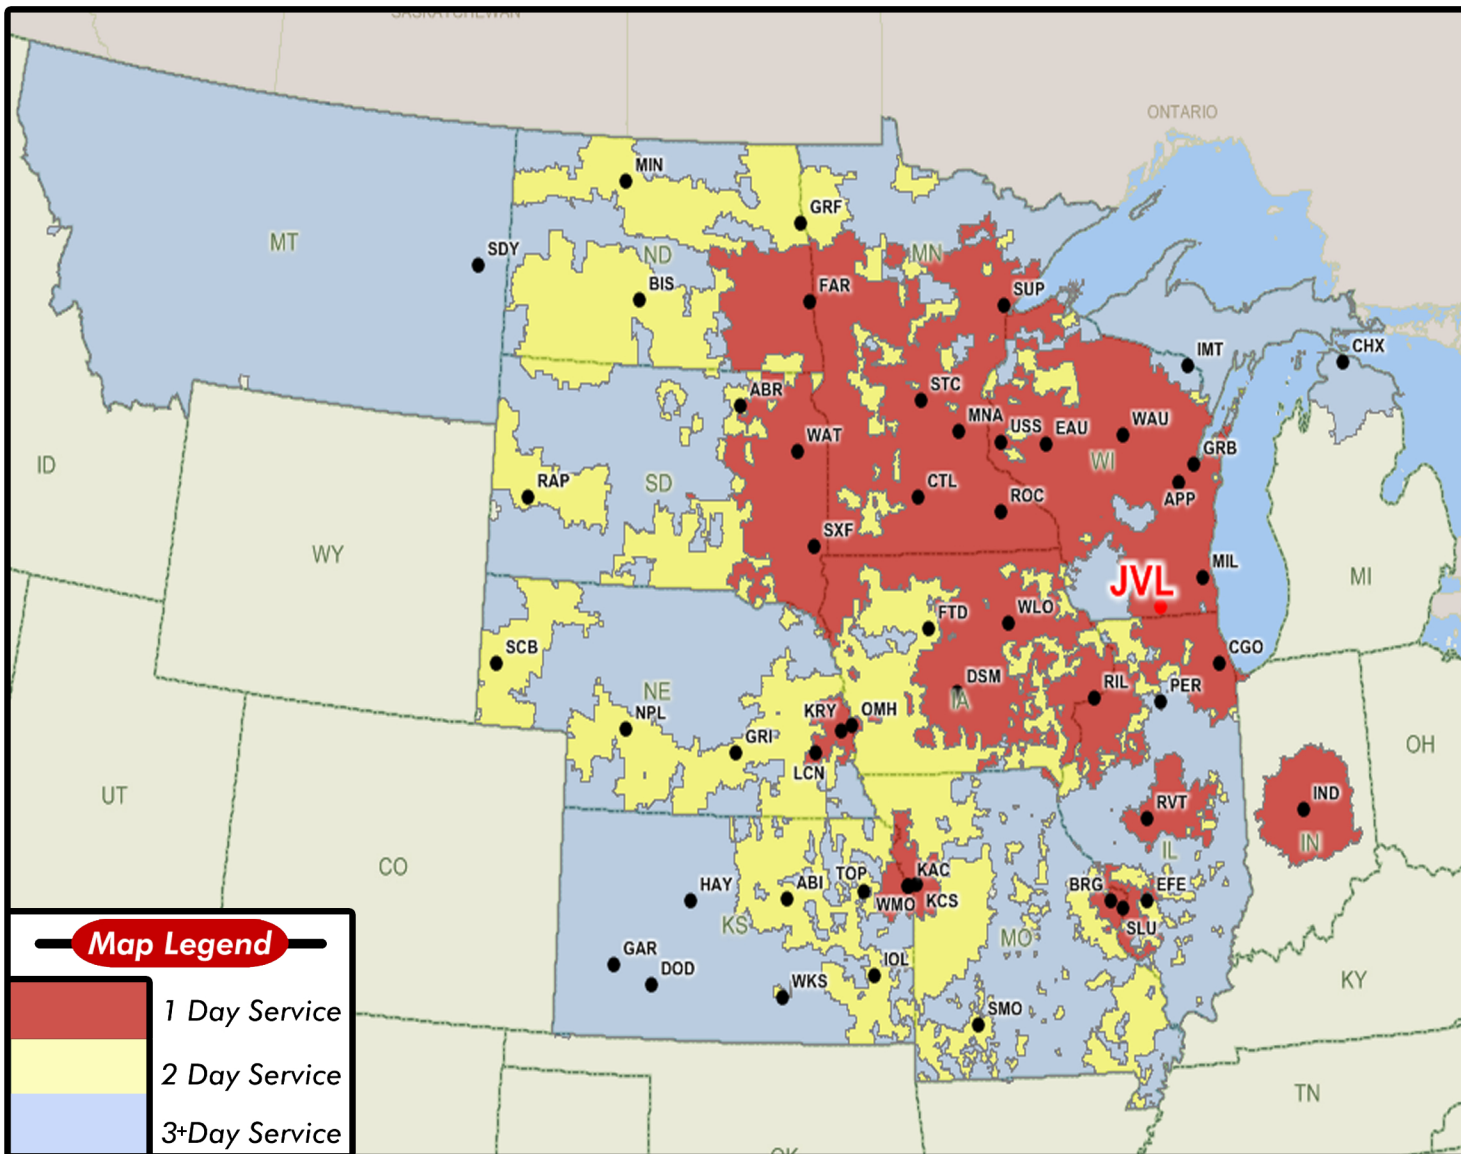 SASKATCHEWAN
ONTARIO
MIN
GRF
MT
SDY
ND
MN
BIS
FAR
SUP
IMT
CHX
ABR
STC
MNA
USS
EAU
WAU
WAT
GRB
ID
WI
RAP
SD
CTL
ROC
APP
SXF
WY
MIL
JVL
MI
FTD
WLO
SCB
CGO
NE
DSM
IA
RIL
PER
NPL
KRY
OMH
GRI
LCN
OH
UT
RVT
IND
IN
IL
CO
HAY
ABI
TOP
KAC
WMO
KCS
BRG
EFE
SLU
KS
MO
GAR
DOD
IOL
WKS
KY
SMO
TN
OK
Map Legend
1 Day Service
2 Day Service
3+Day Service